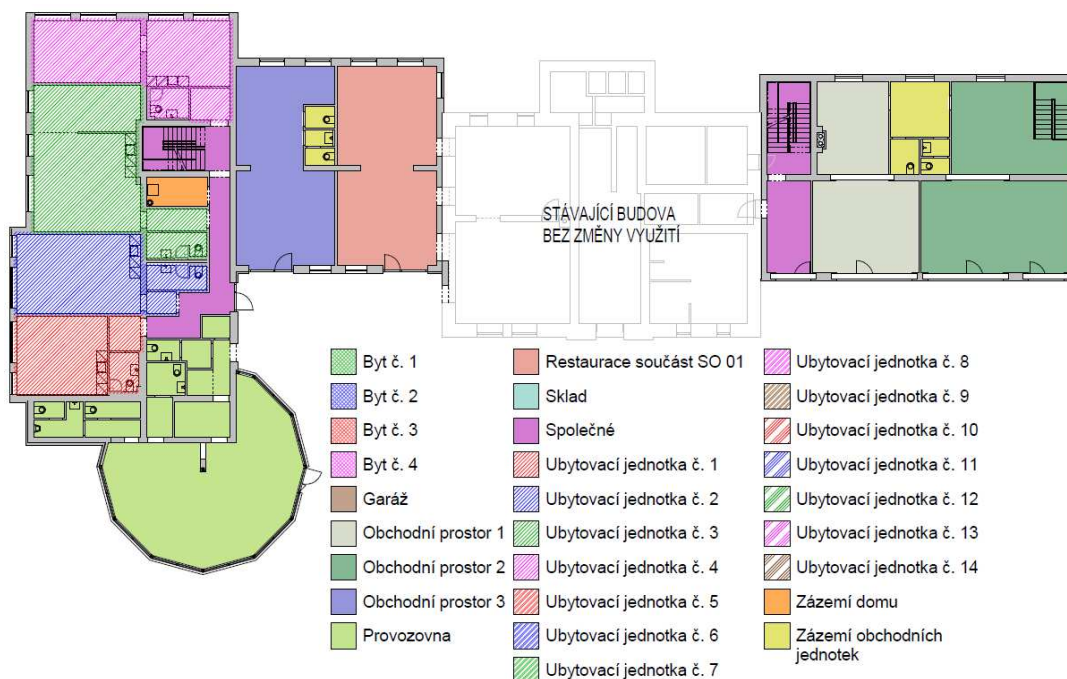 STÁVAJÍCÍ BUDOVA
BEZ ZMĚNY VYUŽITÍ
Byt č. 1
Byt č. 2
Byt č. 3
Byt č. 4
Garáž
Obchodní prostor 1
Obchodní prostor 2
Obchodní prostor 3
Provozovna
Restaurace součást SO 01
Sklad
Společné
Ubytovací jednotka č. 1
Ubytovací jednotka č. 2
Ubytovací jednotka č. 3
Ubytovací jednotka č. 4
Ubytovací jednotka č. 5
Ubytovací jednotka č. 6
Ubytovací jednotka č. 7
Ubytovací jednotka č. 8
Ubytovací jednotka č. 9
Ubytovací jednotka č. 10
Ubytovací jednotka č. 11
Ubytovací jednotka č. 12
Ubytovací jednotka č. 13
Ubytovací jednotka č. 14
Zázemí domu
Zázemí obchodních
jednotek